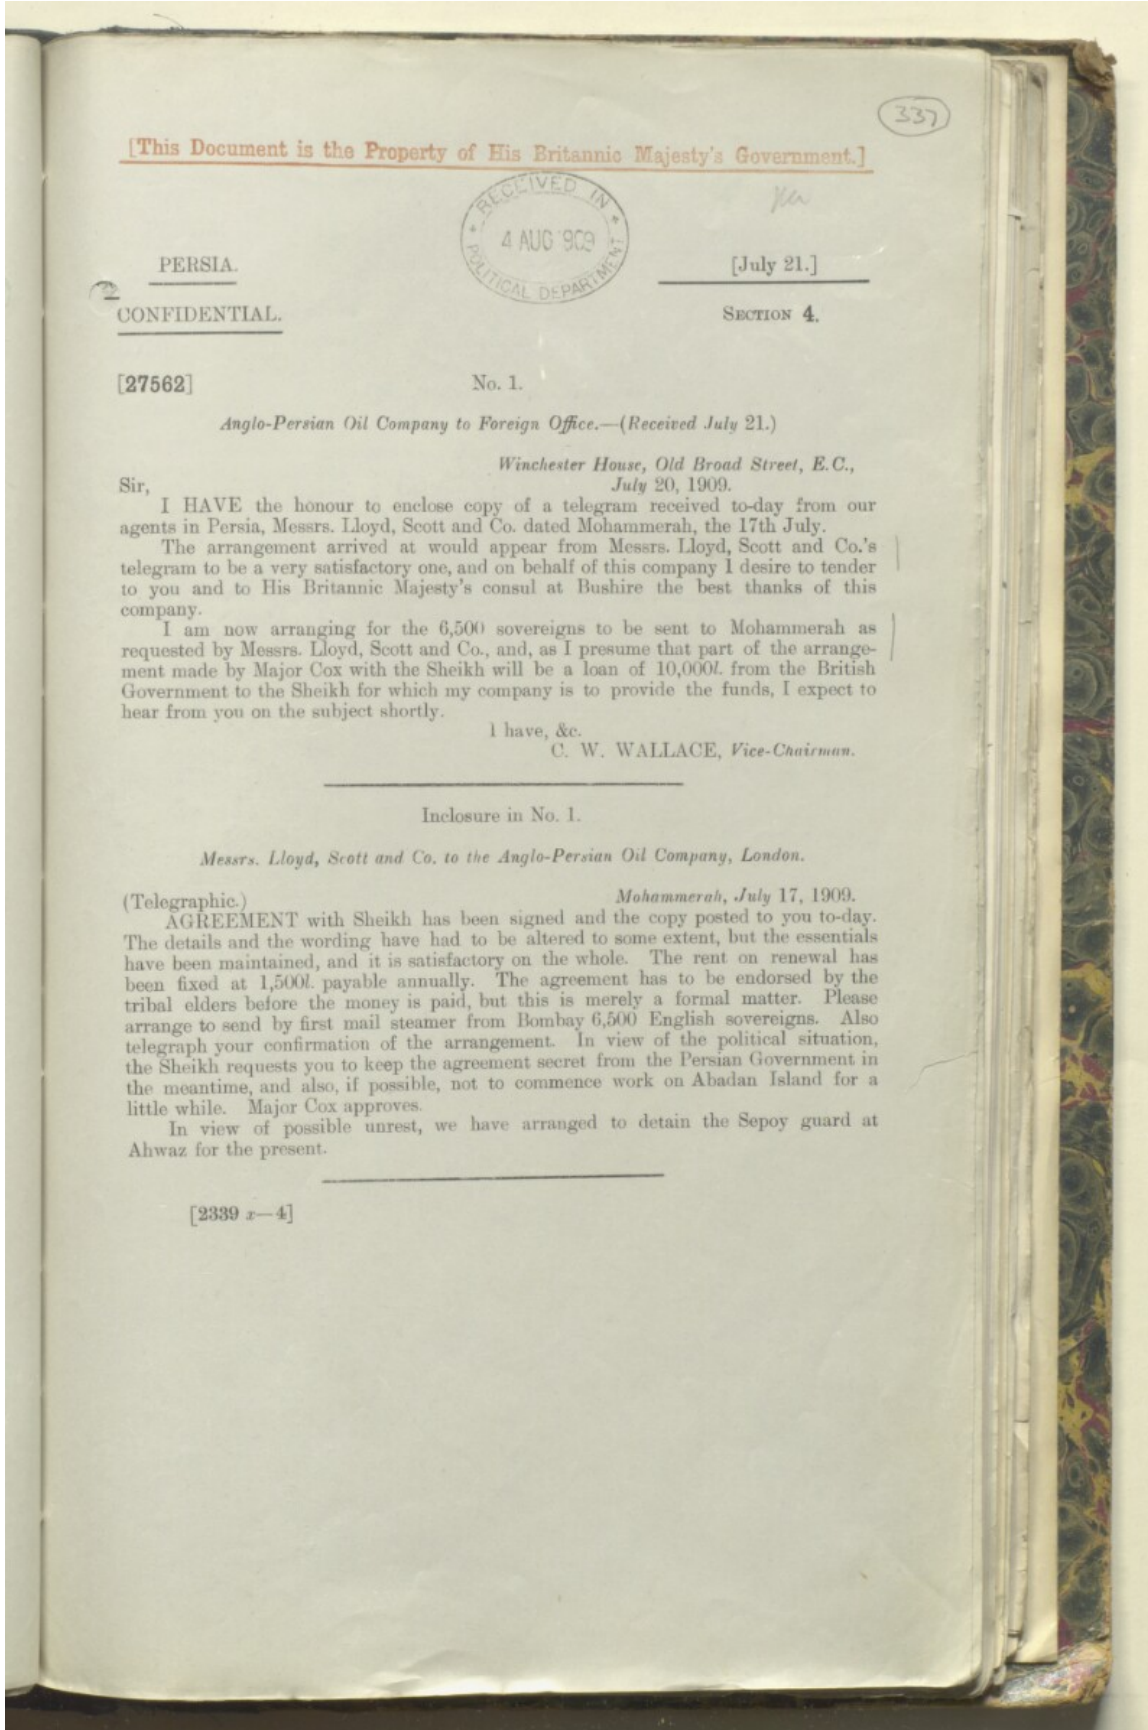 337
[This Document is the Property of His Britannic Majesty's Government.]
RECEIVED IN
4 AUG 1909
POLITICAL DEPARTMENT
PERSIA.
[July 21.]
CONFIDENTIAL.
SECTION 4.
[27562]
No. 1.
Anglo-Persian Oil Company to Foreign Office.—(Received July 21.)
Winchester House, Old Broad Street, E.C.,
Sir,
July 20, 1909.
I HAVE the honour to enclose copy of a telegram received to-day from our
agents in Persia, Messrs. Lloyd, Scott and Co. dated Mohammerah, the 17th July.
The arrangement arrived at would appear from Messrs. Lloyd, Scott and Co.'s
telegram to be a very satisfactory one, and on behalf of this company I desire to tender
to you and to His Britannic Majesty's consul at Bushire the best thanks of this
company.
I am now arranging for the 6,500 sovereigns to be sent to Mohammerah as
requested by Messrs. Lloyd, Scott and Co., and, as I presume that part of the arrange-
ment made by Major Cox with the Sheikh will be a loan of 10,000l. from the British
Government to the Sheikh for which my company is to provide the funds, I expect to
hear from you on the subject shortly.
I have, &c.
C. W. WALLACE, Vice-Chairman.
Inclosure in No. 1.
Messrs. Lloyd, Scott and Co. to the Anglo-Persian Oil Company, London.
(Telegraphic.)
Mohammerah, July 17, 1909.
AGREEMENT with Sheikh has been signed and the copy posted to you to-day.
The details and the wording have had to be altered to some extent, but the essentials
have been maintained, and it is satisfactory on the whole. The rent on renewal has
been fixed at 1,500l. payable annually. The agreement has to be endorsed by the
tribal elders before the money is paid, but this is merely a formal matter. Please
arrange to send by first mail steamer from Bombay 6,500 English sovereigns. Also
telegraph your confirmation of the arrangement. In view of the political situation,
the Sheikh requests you to keep the agreement secret from the Persian Government in
the meantime, and also, if possible, not to commence work on Abadan Island for a
little while. Major Cox approves.
In view of possible unrest, we have arranged to detain the Sepoy guard at
Ahwaz for the present.
[2339 x—4]